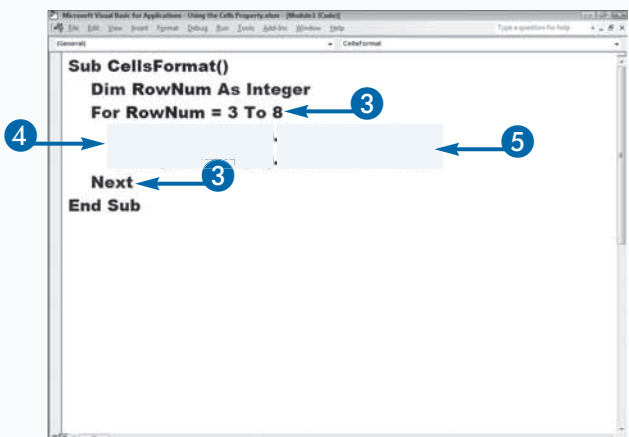 Microsoft Visual Basic for Applications - Using the Cells Property.xlsm - [Module1 (Code)]
File Edit View Insert Format Debug Run Tools Add-Ins Window Help Type a question for help
(General) CellsFormat
Sub CellsFormat()
Dim RowNum As Integer
For RowNum = 3 To 8
3
4
.
5
.
Next
3
End Sub